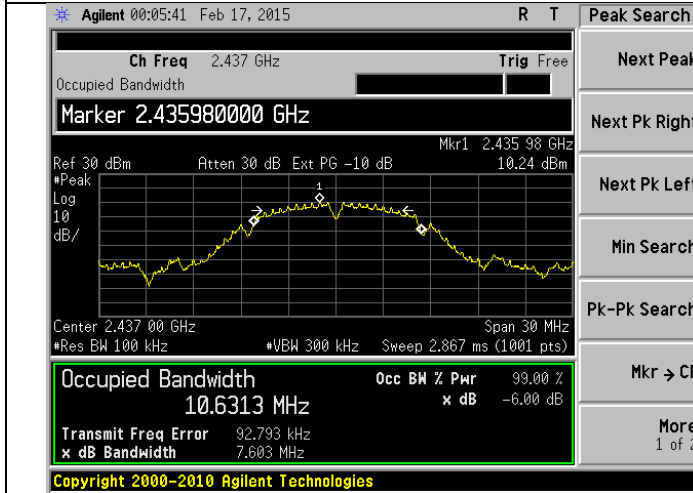 Agilent 00:05:41 Feb 17, 2015 R T
Peak Search
Ch Freq 2.437 GHz Trig Free
Occupied Bandwidth
Marker 2.435980000 GHz
Mkr1 2.435 98 GHz
Ref 30 dBm Atten 30 dB Ext PG -10 dB 10.24 dBm
#Peak
Log
10
dB/
1
Center 2.437 00 GHz Span 30 MHz
#Res BW 100 kHz #VBW 300 kHz Sweep 2.867 ms (1001 pts)
Occupied Bandwidth Occ BW % Pwr 99.00 %
10.6313 MHz x dB -6.00 dB
Transmit Freq Error 92.793 kHz
x dB Bandwidth 7.603 MHz
Copyright 2000-2010 Agilent Technologies
Next Peak
Next Pk Right
Next Pk Left
Min Search
Pk-Pk Search
Mkr → C
More
1 of 2